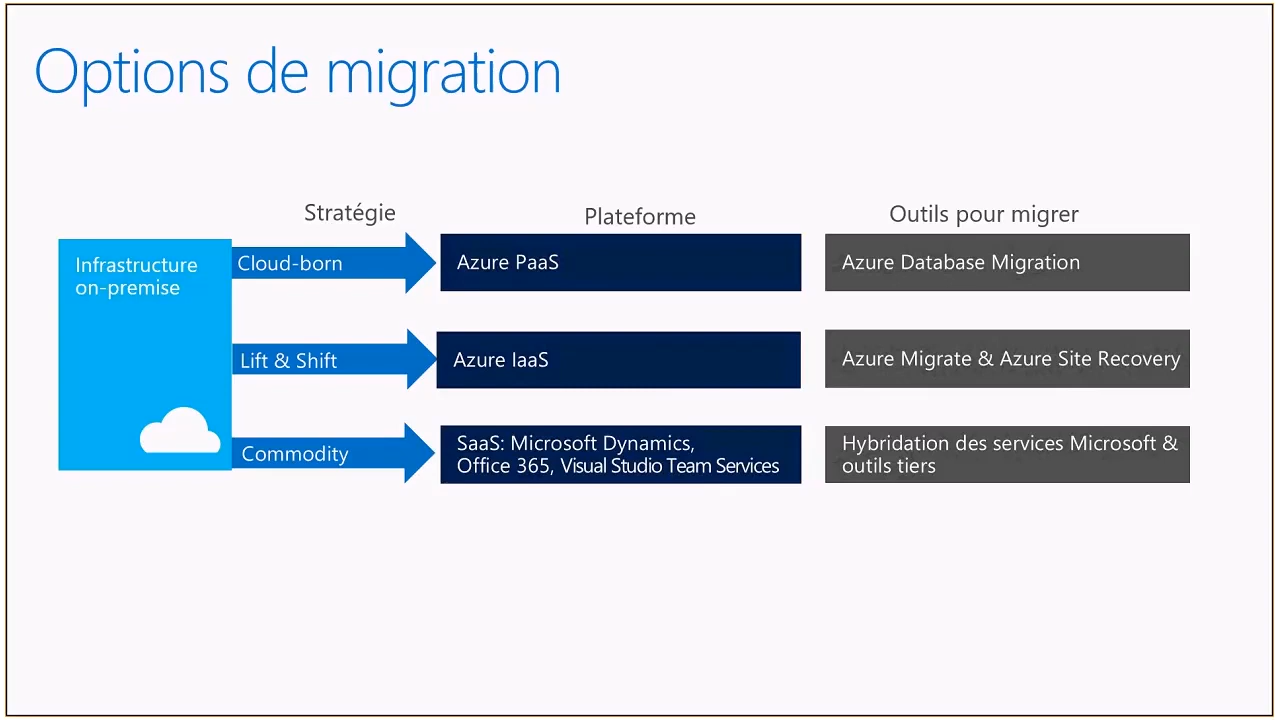 Options de migration
Stratégie
Plateforme
Outils pour migrer
Infrastructure
on-premise
Cloud-born
Azure PaaS
Azure Database Migration
Lift & Shift
Azure IaaS
Azure Migrate & Azure Site Recovery
Commodity
SaaS: Microsoft Dynamics,
Office 365, Visual Studio Team Services
Hybridation des services Microsoft &
outils tiers